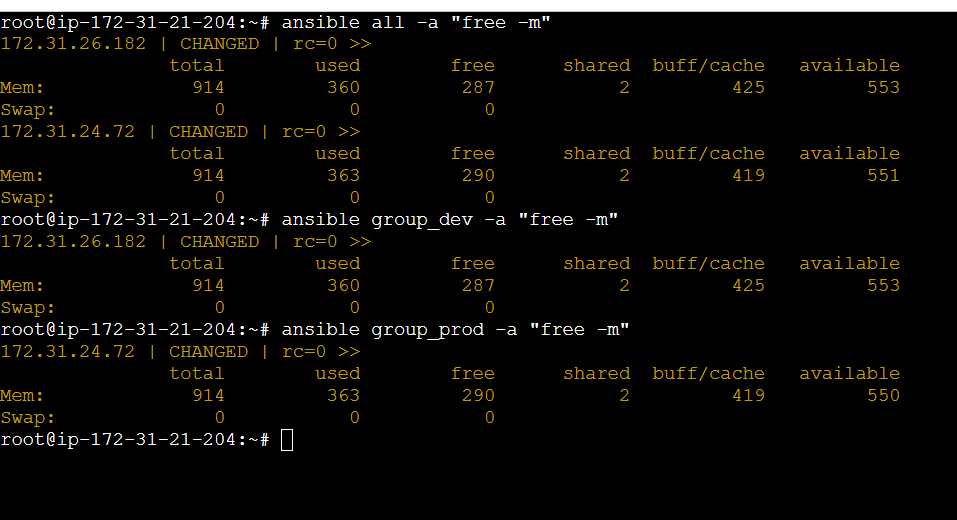 root@ip-172-31-21-204:~# ansible all -a "free -m"
172.31.26.182 | CHANGED | rc=0 >>
               total        used        free      shared  buff/cache   available
Mem:             914         360         287           2         425         553
Swap:              0           0           0
172.31.24.72 | CHANGED | rc=0 >>
               total        used        free      shared  buff/cache   available
Mem:             914         363         290           2         419         551
Swap:              0           0           0
root@ip-172-31-21-204:~# ansible group_dev -a "free -m"
172.31.26.182 | CHANGED | rc=0 >>
               total        used        free      shared  buff/cache   available
Mem:             914         360         287           2         425         553
Swap:              0           0           0
root@ip-172-31-21-204:~# ansible group_prod -a "free -m"
172.31.24.72 | CHANGED | rc=0 >>
               total        used        free      shared  buff/cache   available
Mem:             914         363         290           2         419         550
Swap:              0           0           0
root@ip-172-31-21-204:~#